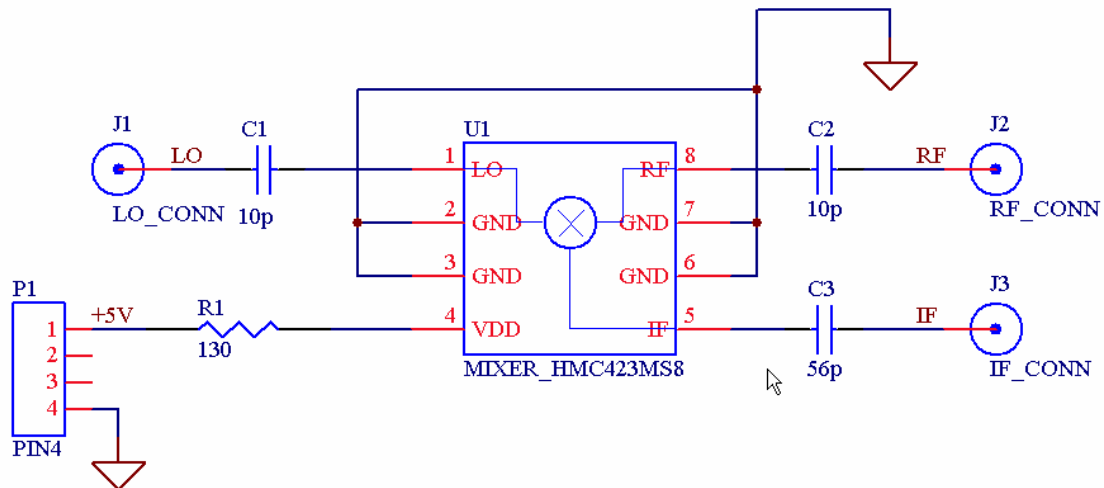 J1
LO
C1
LO_CONN
10p
U1
1
LO
RF
8
2
GND
GND
7
3
GND
GND
6
4
VDD
IF
5
MIXER_HMC423MS8
C2
10p
RF
J2
RF_CONN
P1
1
2
3
4
PIN4
+5V
R1
130
C3
56p
IF
J3
IF_CONN